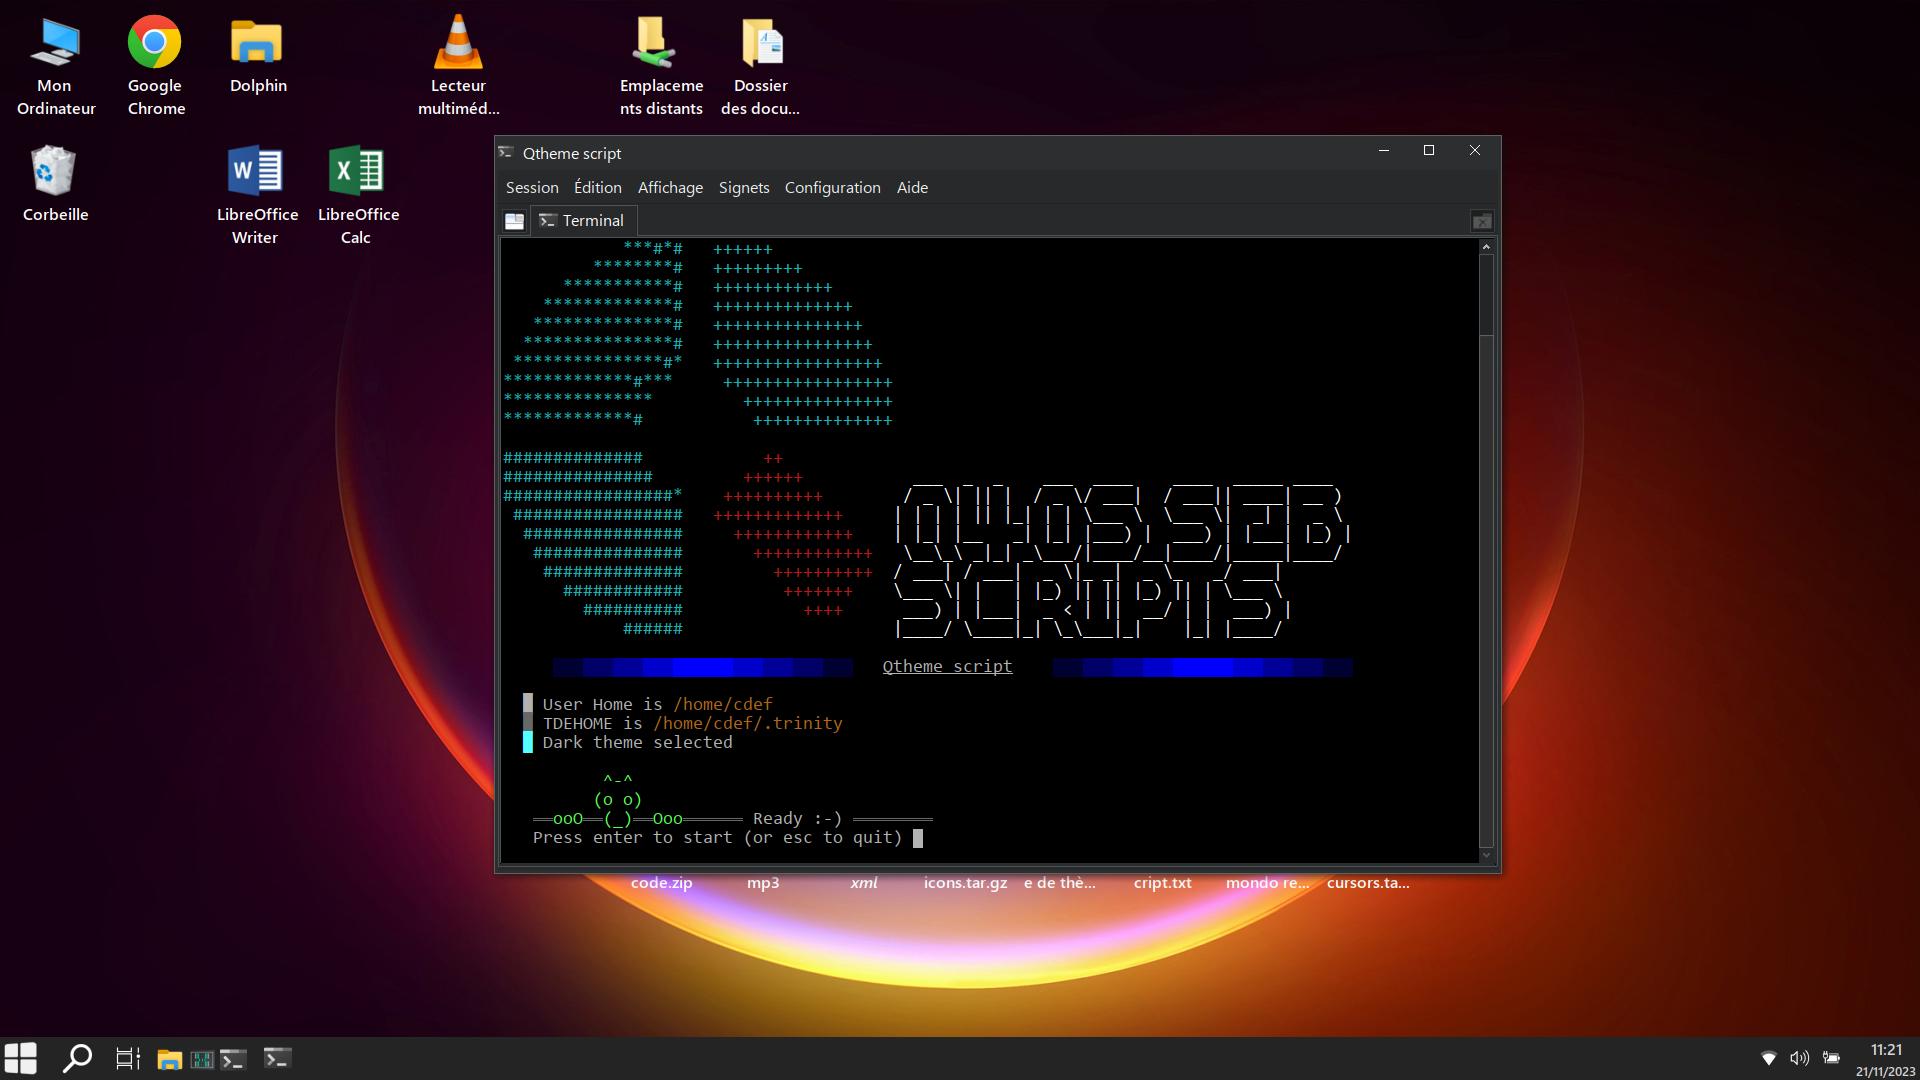 Mon
Ordinateur
Google
Chrome
Dolphin
Lecteur
multiméd...
Emplaceme
nts distants
Dossier
des docu...
Corbeille
LibreOffice
Writer
LibreOffice
Calc
Qtheme script
Session Édition Affichage Signets Configuration Aide
Terminal
Q4OS SEB
SCRIPTS
Qtheme script
User Home is /home/cdef
TDEHOME is /home/cdef/.trinity
Dark theme selected
Ready :-)
Press enter to start (or esc to quit)
code.zip
mp3
xml
icons.tar.gz
e de thè...
cript.txt
mondo re...
cursors.ta...
11:21
21/11/2023